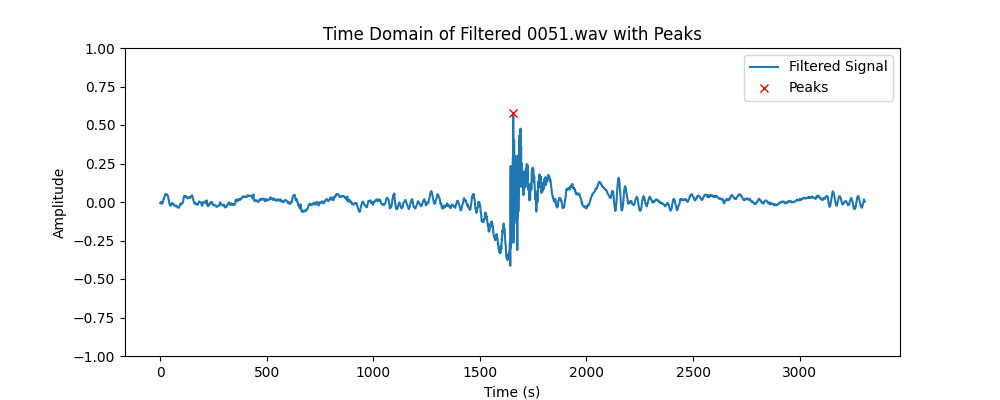 Time Domain of Filtered 0051.wav with Peaks
1.00
0.75
0.50
0.25
0.00
−0.25
−0.50
−0.75
−1.00
Amplitude
Filtered Signal
Peaks
0 500 1000 1500 2000 2500 3000
Time (s)